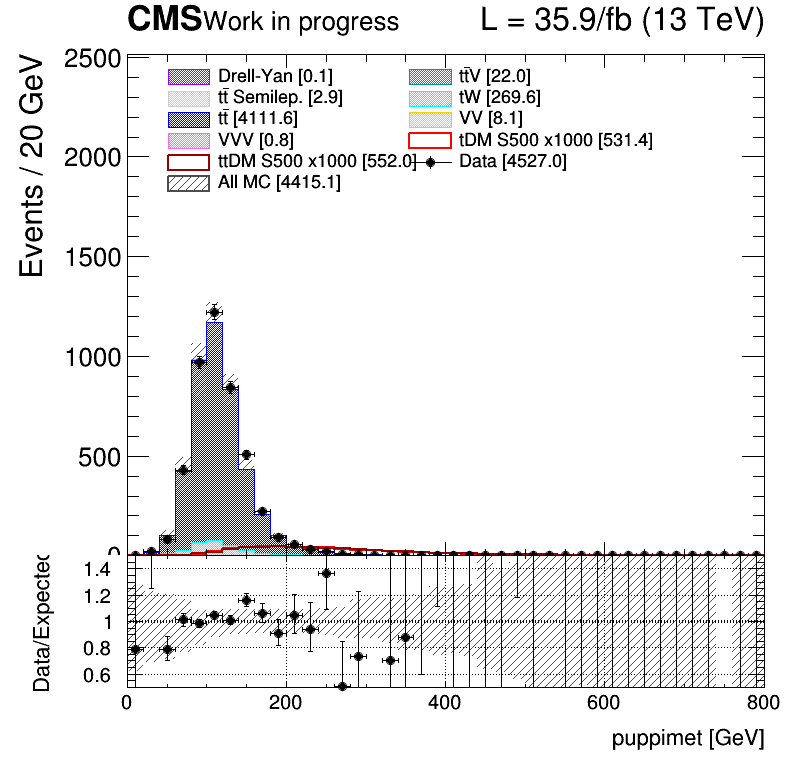 CMS Work in progress L = 35.9/fb (13 TeV)
Events / 20 GeV
2500
2000
1500
1000
500
0
Drell-Yan [0.1] tt̄V [22.0]
tt̄ Semilep. [2.9] tW [269.6]
tt̄ [4111.6] VV [8.1]
VVV [0.8] tDM S500 x1000 [531.4]
ttDM S500 x1000 [552.0] Data [4527.0]
All MC [4415.1]
Data/Expected
1.4
1.2
1
0.8
0.6
0 200 400 600 800
puppimet [GeV]